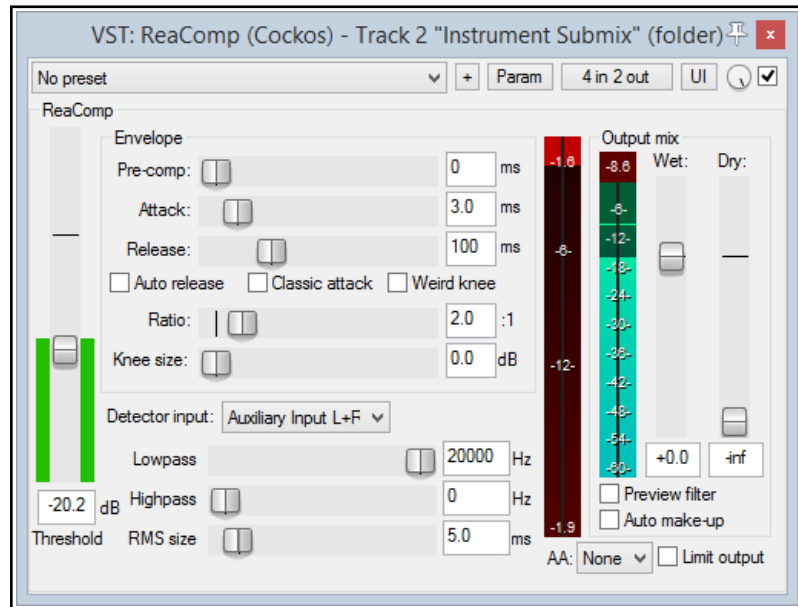 VST: ReaComp (Cockos) - Track 2 "Instrument Submix" (folder) x
No preset + Param 4 in 2 out UI
ReaComp
Envelope
Pre-comp: 0 ms
Attack: 3.0 ms
Release: 100 ms
Auto release Classic attack Weird knee
Ratio: 2.0 :1
Knee size: 0.0 dB
Detector input: Auxiliary Input L+F
Lowpass 20000 Hz
Highpass 0 Hz
RMS size 5.0 ms
-20.2 dB
Threshold
-1.6
-6-
-12-
-1.9
Output mix
Wet: Dry:
-8.6
-6-
-12-
-18-
-24-
-30-
-36-
-42-
-48-
-54-
-60-
+0.0 -inf
Preview filter
Auto make-up
AA: None Limit output